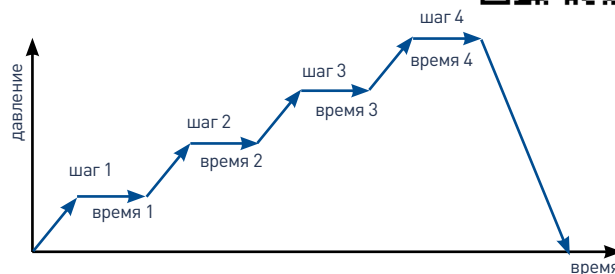 шаг 4
время 4
шаг 3
время 3
шаг 2
время 2
шаг 1
время 1
давление
время